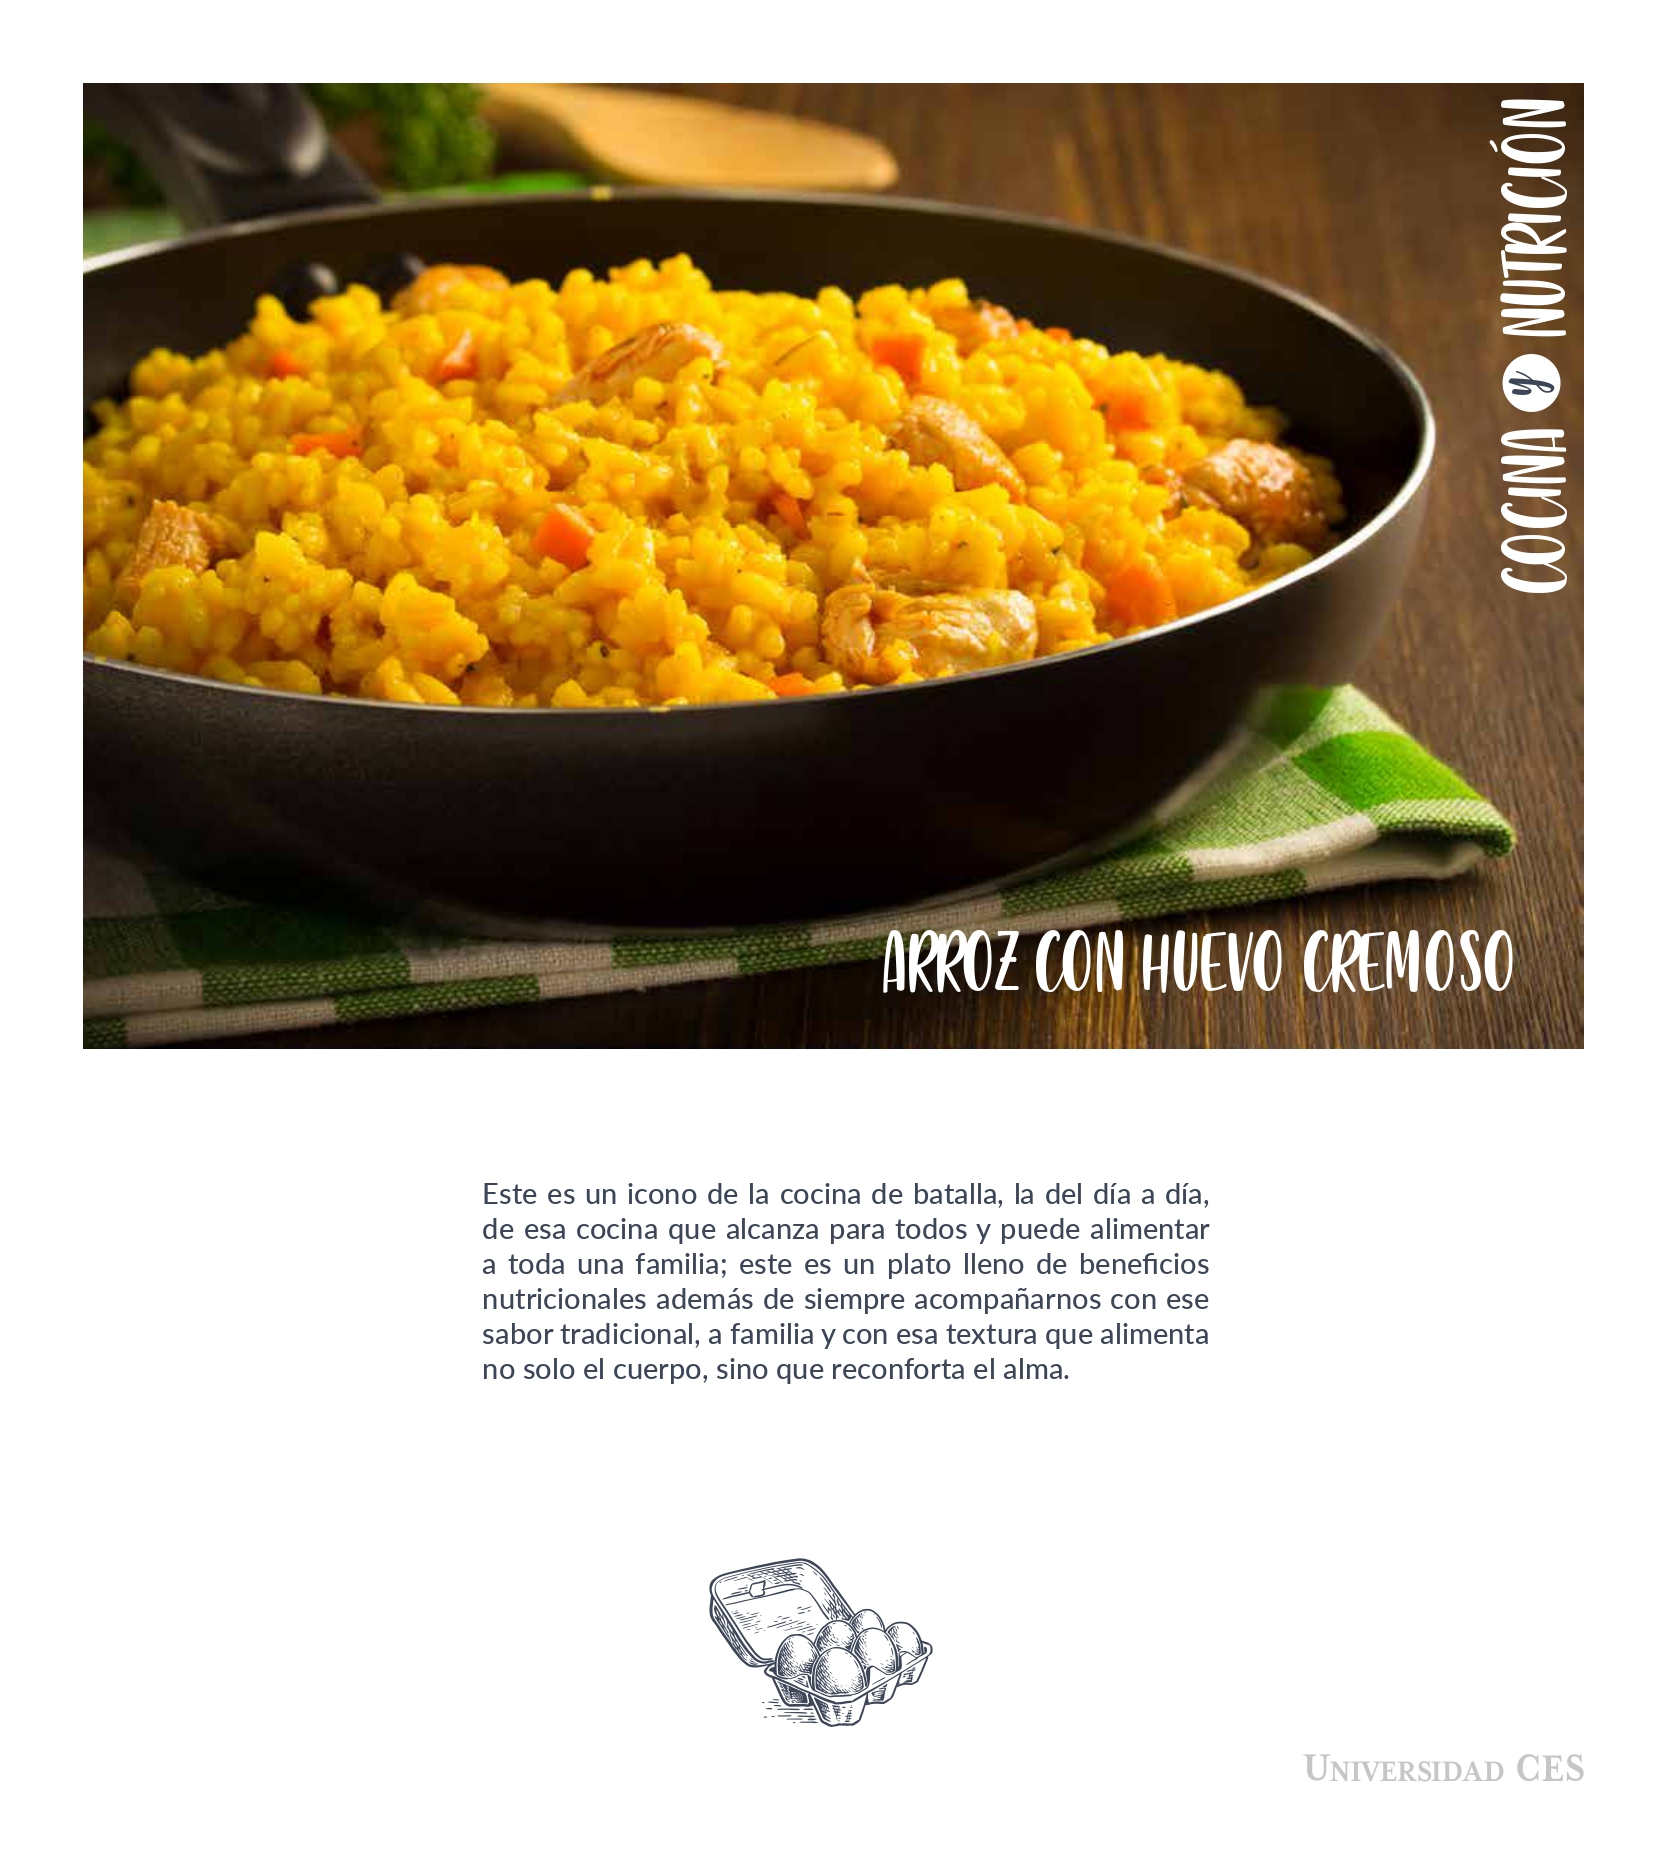 COCINA y NUTRICIÓN
ARROZ CON HUEVO CREMOSO
Este es un icono de la cocina de batalla, la del día a día,
de esa cocina que alcanza para todos y puede alimentar
a toda una familia; este es un plato lleno de beneficios
nutricionales además de siempre acompañarnos con ese
sabor tradicional, a familia y con esa textura que alimenta
no solo el cuerpo, sino que reconforta el alma.
UNIVERSIDAD CES